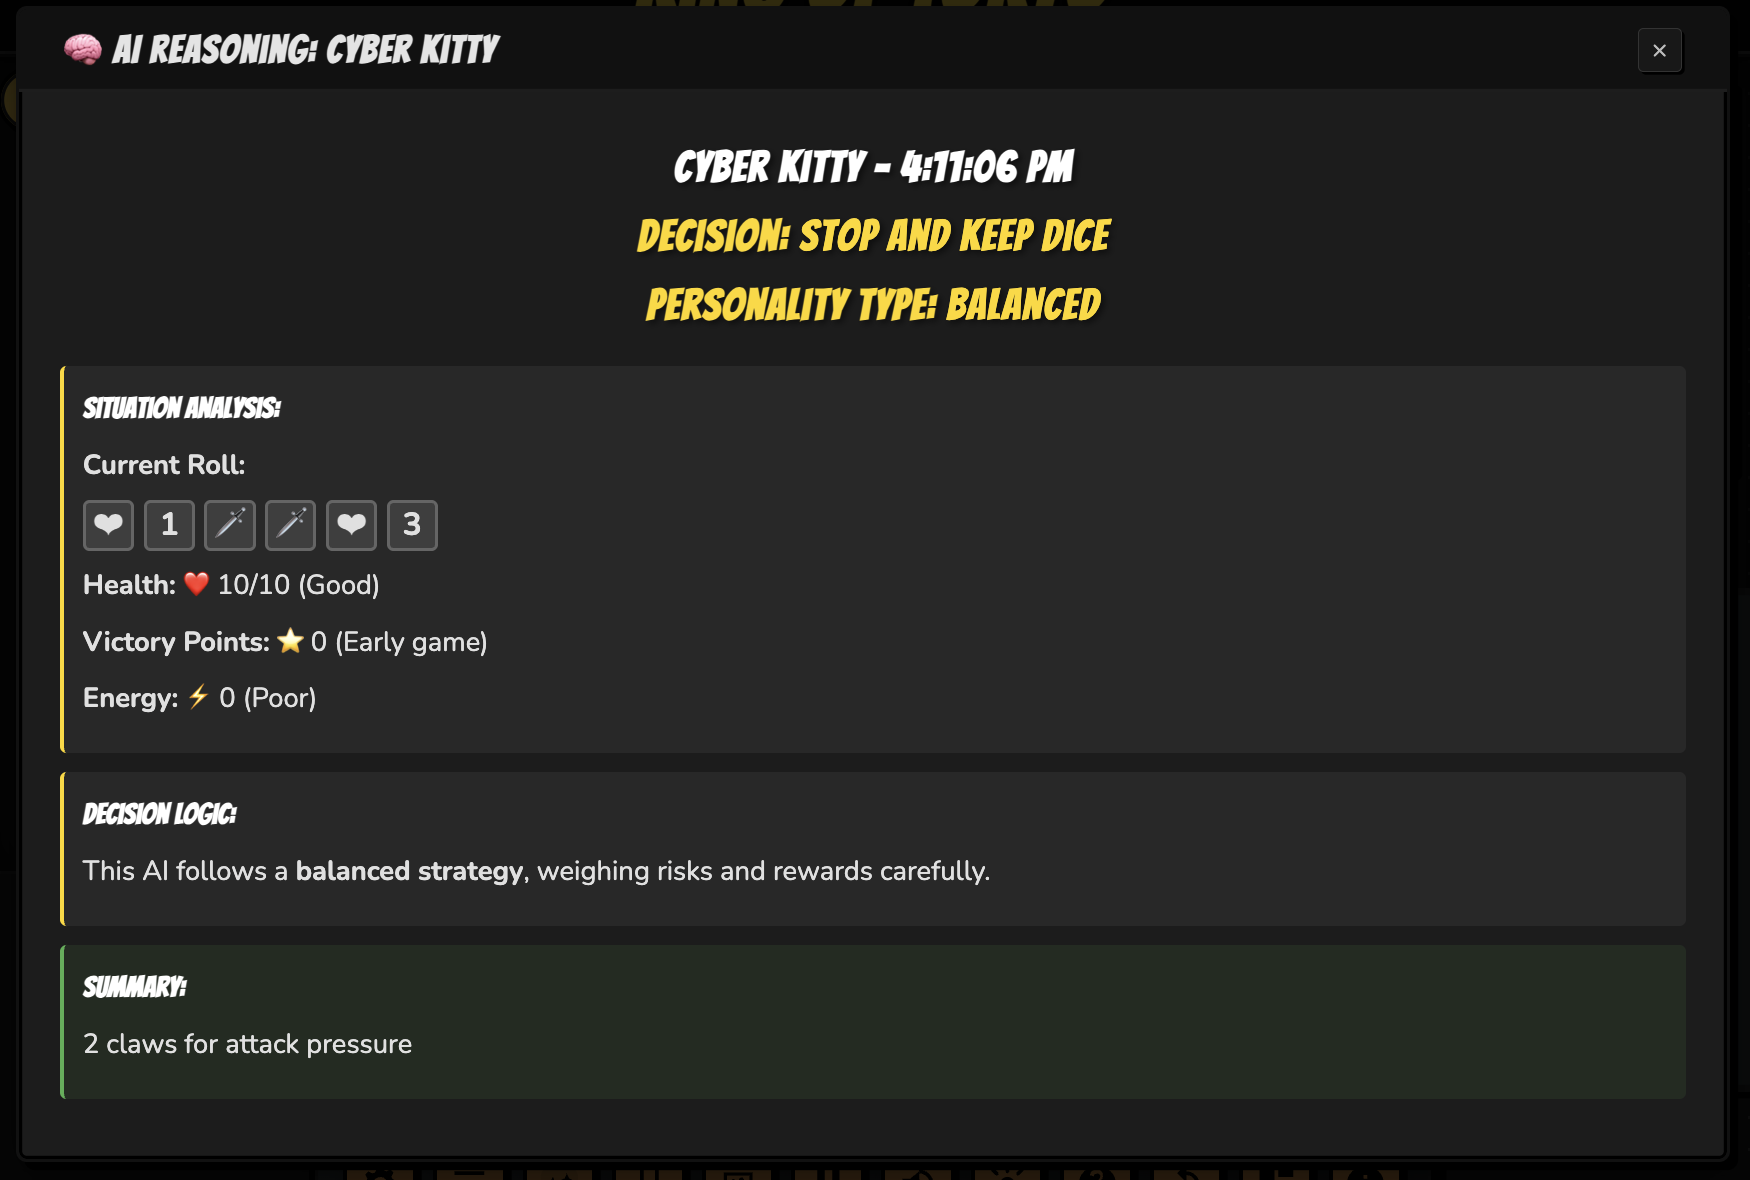 AI REASONING: CYBER KITTY
CYBER KITTY - 4:11:06 PM
DECISION: STOP AND KEEP DICE
PERSONALITY TYPE: BALANCED
SITUATION ANALYSIS:
Current Roll:
1 3
Health: 10/10 (Good)
Victory Points: 0 (Early game)
Energy: 0 (Poor)
DECISION LOGIC:
This AI follows a balanced strategy, weighing risks and rewards carefully.
SUMMARY:
2 claws for attack pressure